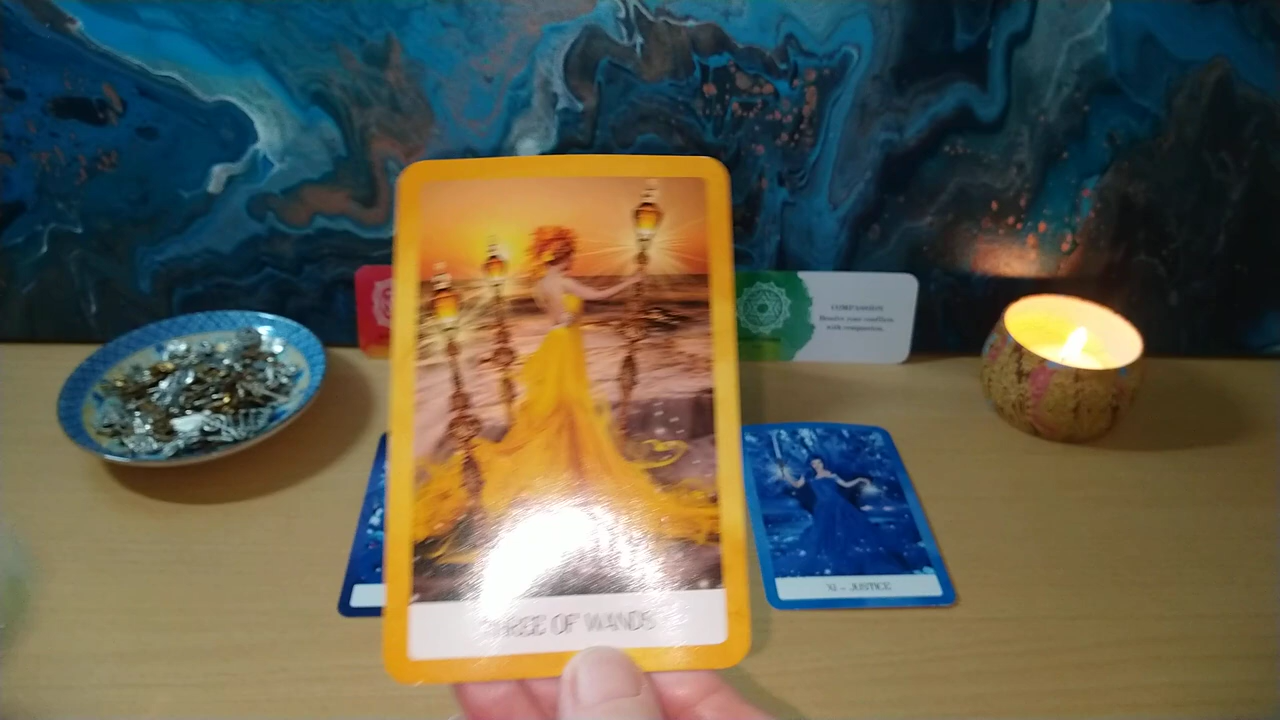 COMPASSION
Resolve your conflicts
with compassion.
XI - JUSTICE
THREE OF WANDS